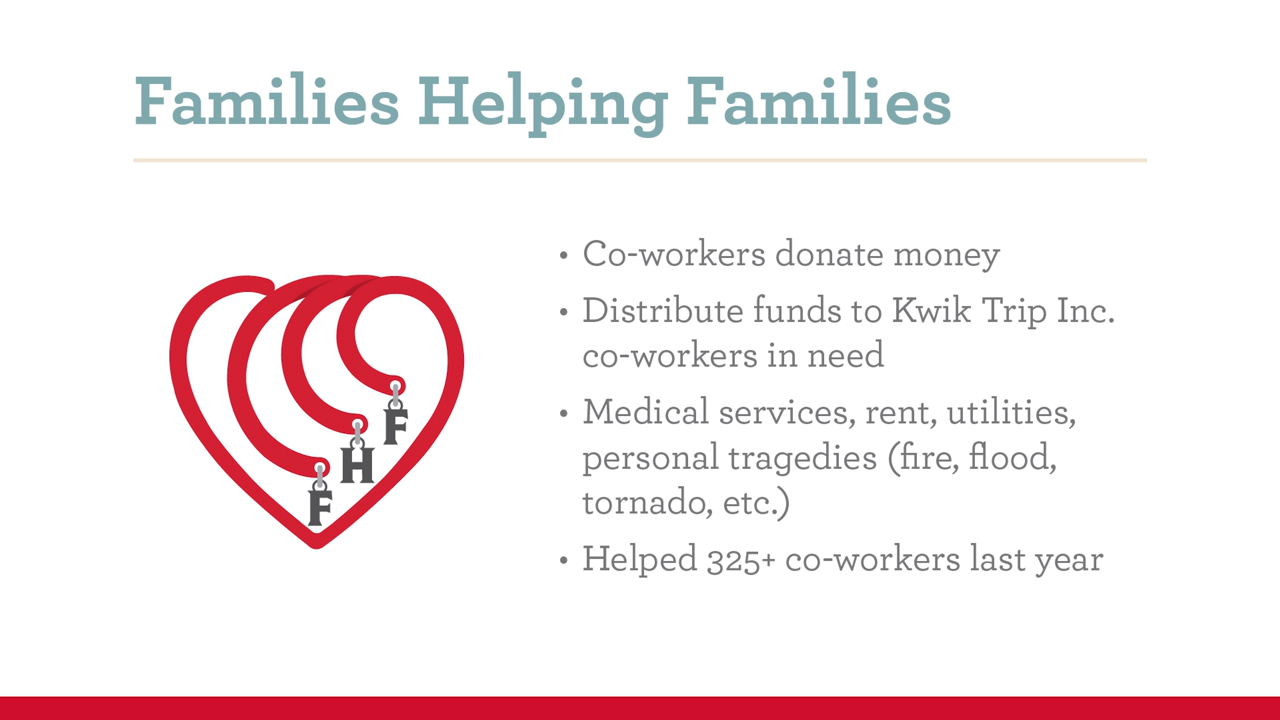 Families Helping Families
• Co-workers donate money
• Distribute funds to Kwik Trip Inc.
co-workers in need
• Medical services, rent, utilities,
personal tragedies (fire, flood,
tornado, etc.)
• Helped 325+ co-workers last year
F
H
F